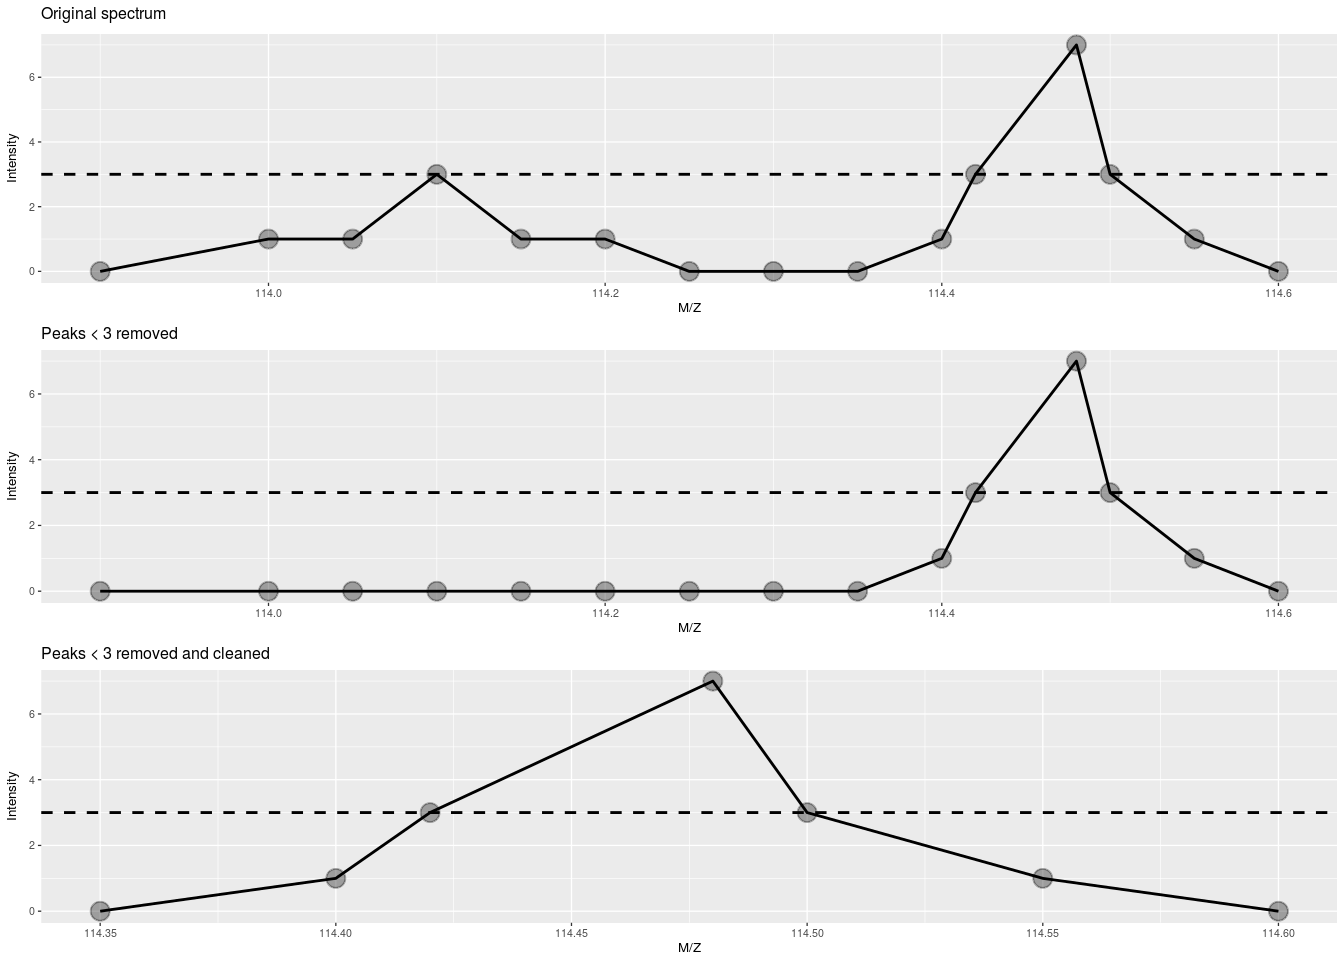 Original spectrum
6
4
2
0
Intensity
114.0 114.2 114.4 114.6
M/Z
Peaks < 3 removed
6
4
2
0
Intensity
114.0 114.2 114.4 114.6
M/Z
Peaks < 3 removed and cleaned
6
4
2
0
Intensity
114.35 114.40 114.45 114.50 114.55 114.60
M/Z